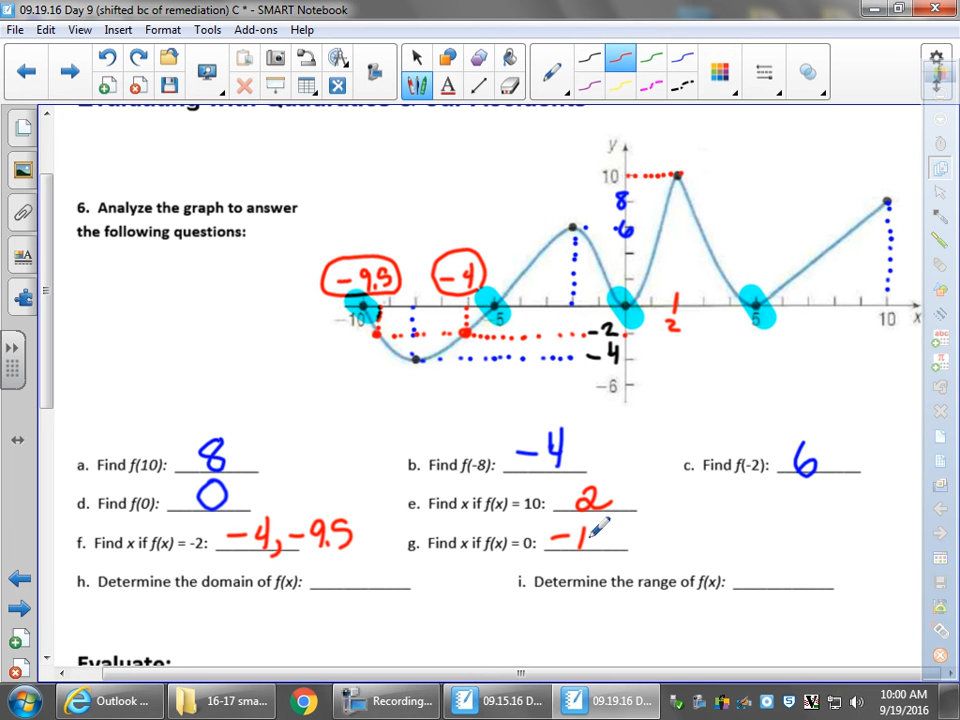 09.19.16 Day 9 (shifted bc of remediation) C * - SMART Notebook
File Edit View Insert Format Tools Add-ons Help
y
10
8
6
6. Analyze the graph to answer
the following questions:
-9.5 -4
-10 -5 5 10 x
1
2
-2
-4
-6
a. Find f(10): 8 b. Find f(-8): -4 c. Find f(-2): 6
d. Find f(0): 0 e. Find x if f(x) = 10: 2
f. Find x if f(x) = -2: -4, -9.5 g. Find x if f(x) = 0: -1
h. Determine the domain of f(x): i. Determine the range of f(x):
Evaluate:
Outlook ... 16-17 sma... Recording... 09.15.16 D... 09.19.16 D... 10:00 AM
9/19/2016